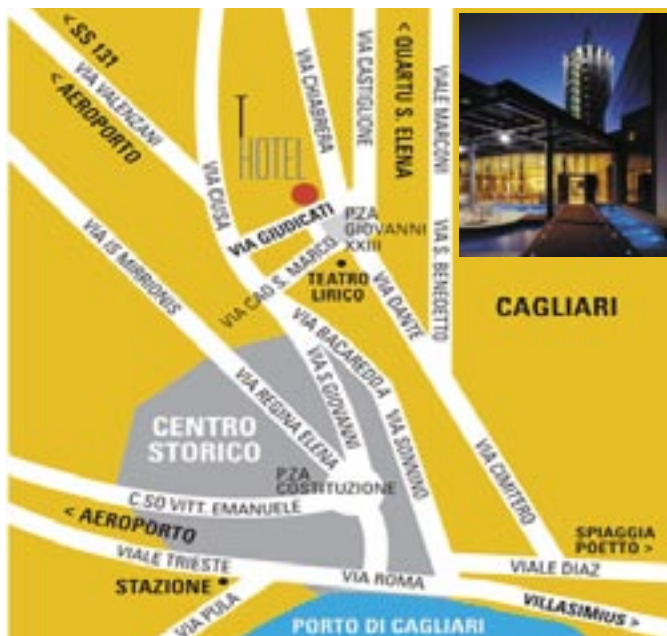 < SS 131
VIA VALENZANI
< AEROPORTO
T
HOTEL
VIA CHIABRERA
VIA CASTIGLIONE
< QUARTU S. ELENA
VIALE MARCONI
VIA CIUSA
VIA GIUDICATI
P.ZA
GIOVANNI
XXIII
VIA IS MIRRIONIS
VIA CAO S. MARCO
TEATRO
LIRICO
VIA DANTE
VIA S. BENEDETTO
CAGLIARI
VIA BACAREDDA
VIA S.GIOVANNI
VIA REGINA ELENA
CENTRO
STORICO
VIA SONNINO
VIA CIMITERO
P.ZA
COSTITUZIONE
C.SO VITT. EMANUELE
< AEROPORTO
VIALE TRIESTE
STAZIONE
VIA ROMA
SPIAGGIA
POETTO >
VIALE DIAZ
VILLASIMIUS >
VIA PULA
PORTO DI CAGLIARI